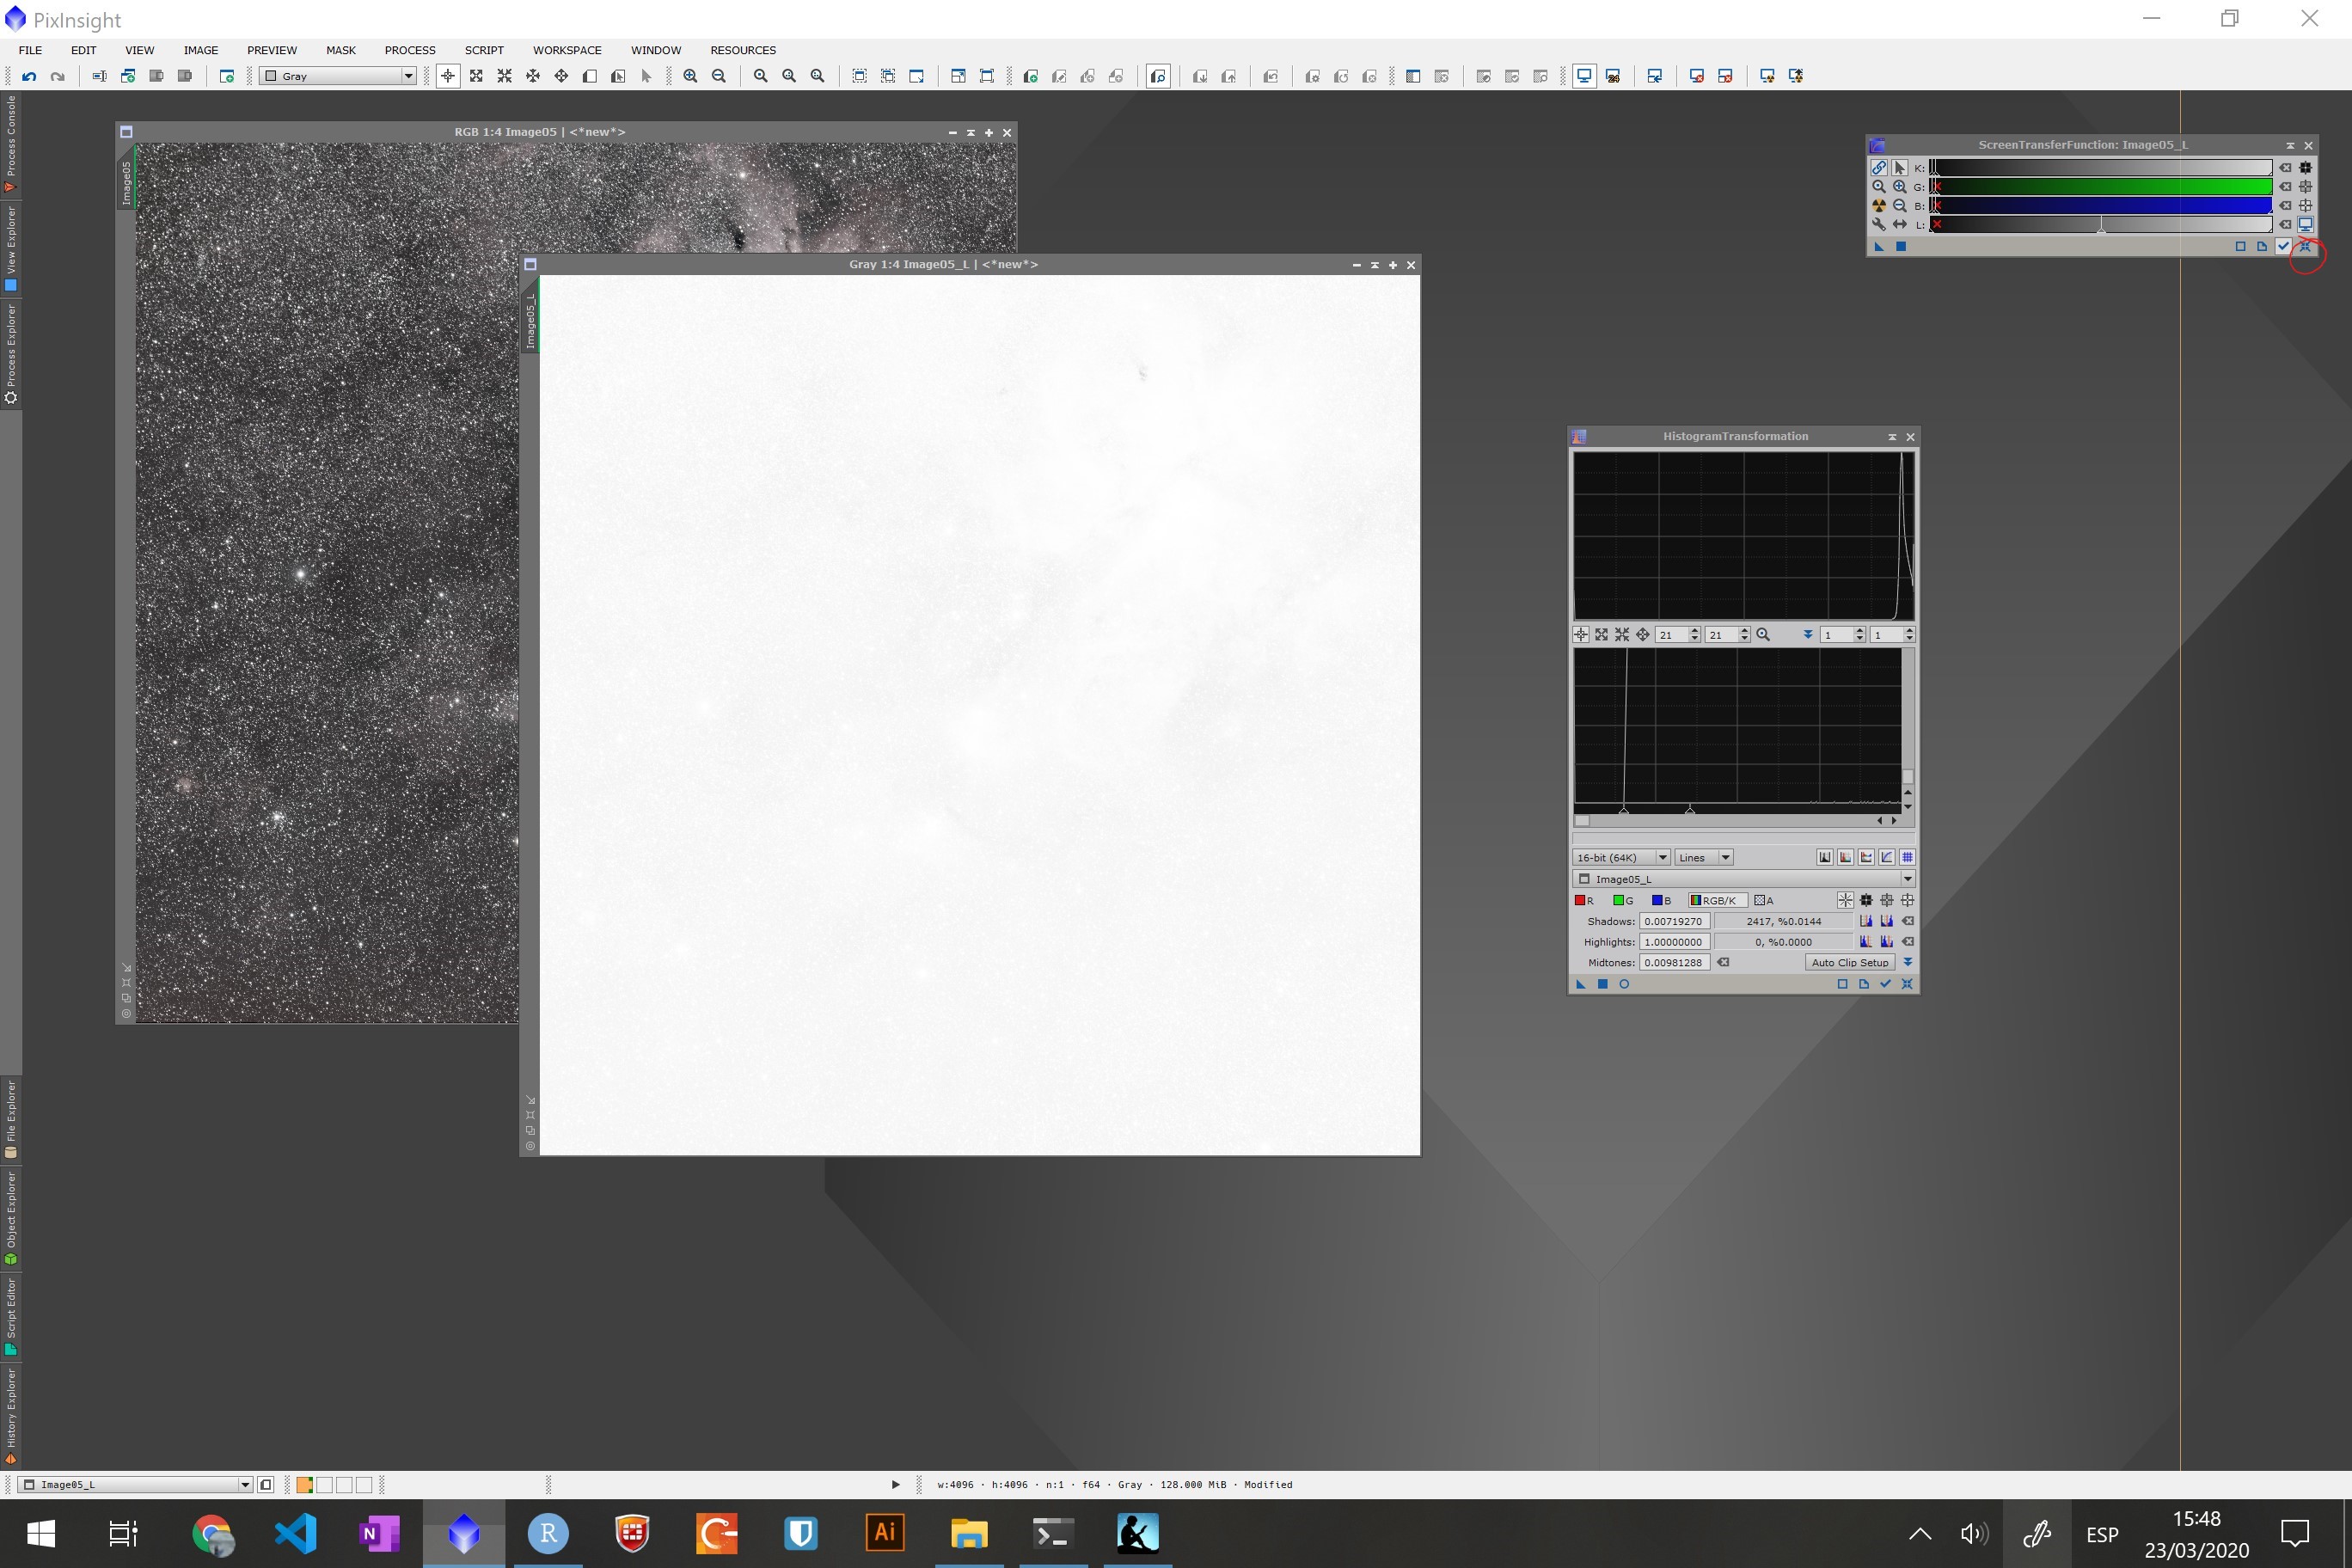 PixInsight
FILE EDIT VIEW IMAGE PREVIEW MASK PROCESS SCRIPT WORKSPACE WINDOW RESOURCES
Gray
Process Console
View Explorer
Process Explorer
File Explorer
Object Explorer
Script Editor
History Explorer
RGB 1:4 Image05 | <*new*>
Image05
Gray 1:4 Image05_L | <*new*>
Image05_L
ScreenTransferFunction: Image05_L
K:
G:
B:
L:
HistogramTransformation
21 21 1 1
16-bit (64K) Lines
Image05_L
R G B RGB/K A
Shadows: 0.00719270 2417, %0.0144
Highlights: 1.00000000 0, %0.0000
Midtones: 0.00981288 Auto Clip Setup
Image05_L
w:4096 · h:4096 · n:1 · f64 · Gray · 128.000 MiB · Modified
N
R
Ai
ESP
15:48
23/03/2020